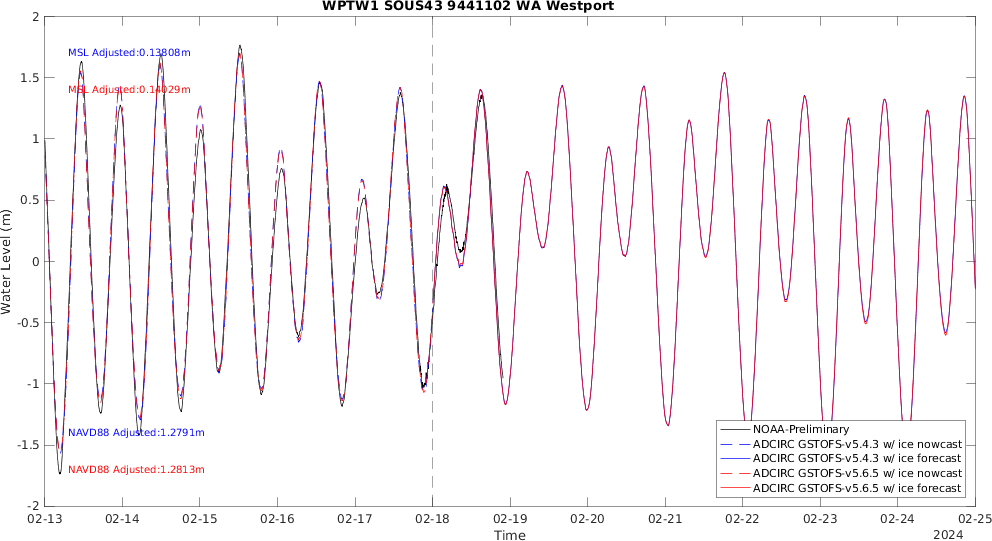 WPTW1 SOUS43 9441102 WA Westport
2
1.5
1
0.5
0
-0.5
-1
-1.5
-2
Water Level (m)
MSL Adjusted:0.13808m
MSL Adjusted:0.14029m
NAVD88 Adjusted:1.2791m
NAVD88 Adjusted:1.2813m
NOAA-Preliminary
ADCIRC GSTOFS-v5.4.3 w/ ice nowcast
ADCIRC GSTOFS-v5.4.3 w/ ice forecast
ADCIRC GSTOFS-v5.6.5 w/ ice nowcast
ADCIRC GSTOFS-v5.6.5 w/ ice forecast
02-13 02-14 02-15 02-16 02-17 02-18 02-19 02-20 02-21 02-22 02-23 02-24 02-25
Time
2024